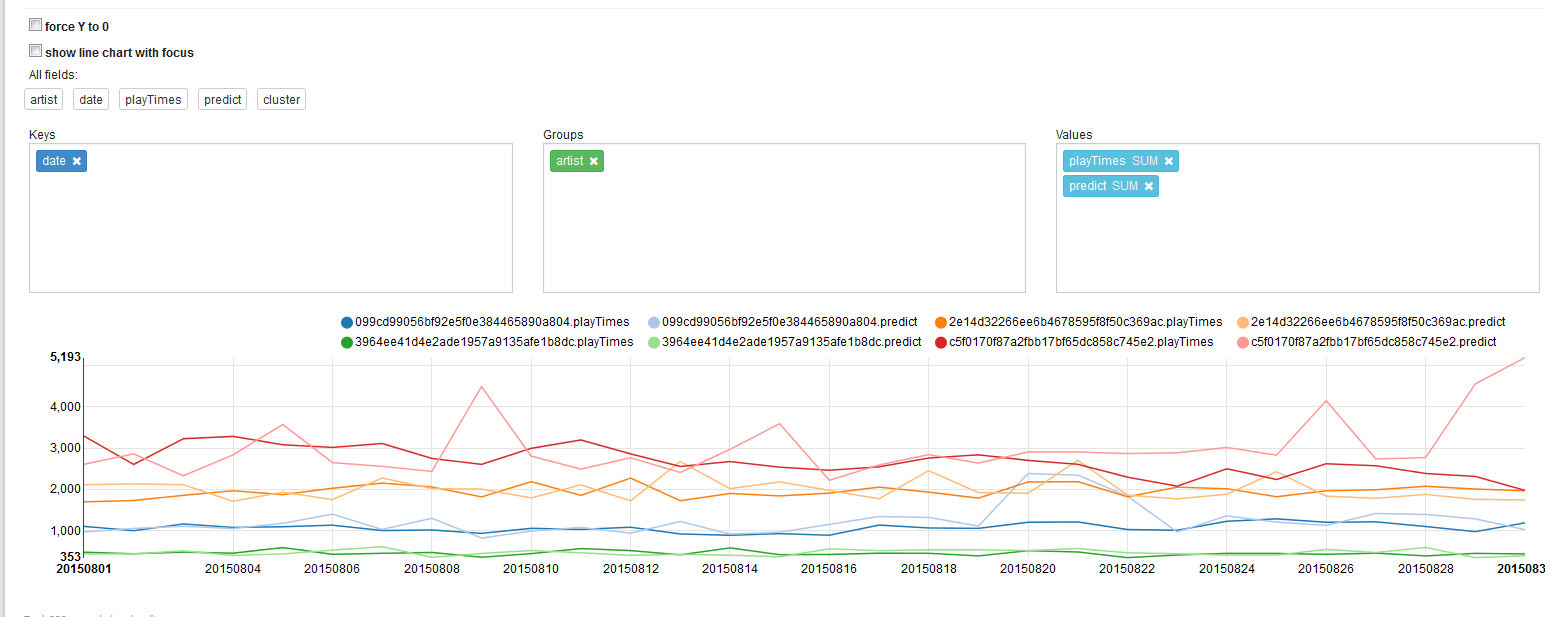 force Y to 0
show line chart with focus
All fields:
artist date playTimes predict cluster
Keys Groups Values
date ✖ artist ✖ playTimes SUM ✖
predict SUM ✖
099cd99056bf92e5f0e384465890a804.playTimes 099cd99056bf92e5f0e384465890a804.predict 2e14d32266ee6b4678595f8f50c369ac.playTimes 2e14d32266ee6b4678595f8f50c369ac.predict
3964ee41d4e2ade1957a9135afe1b8dc.playTimes 3964ee41d4e2ade1957a9135afe1b8dc.predict c5f0170f87a2fbb17bf65dc858c745e2.playTimes c5f0170f87a2fbb17bf65dc858c745e2.predict
5,193
4,000
3,000
2,000
1,000
353
20150801 20150804 20150806 20150808 20150810 20150812 20150814 20150816 20150818 20150820 20150822 20150824 20150826 20150828 2015083